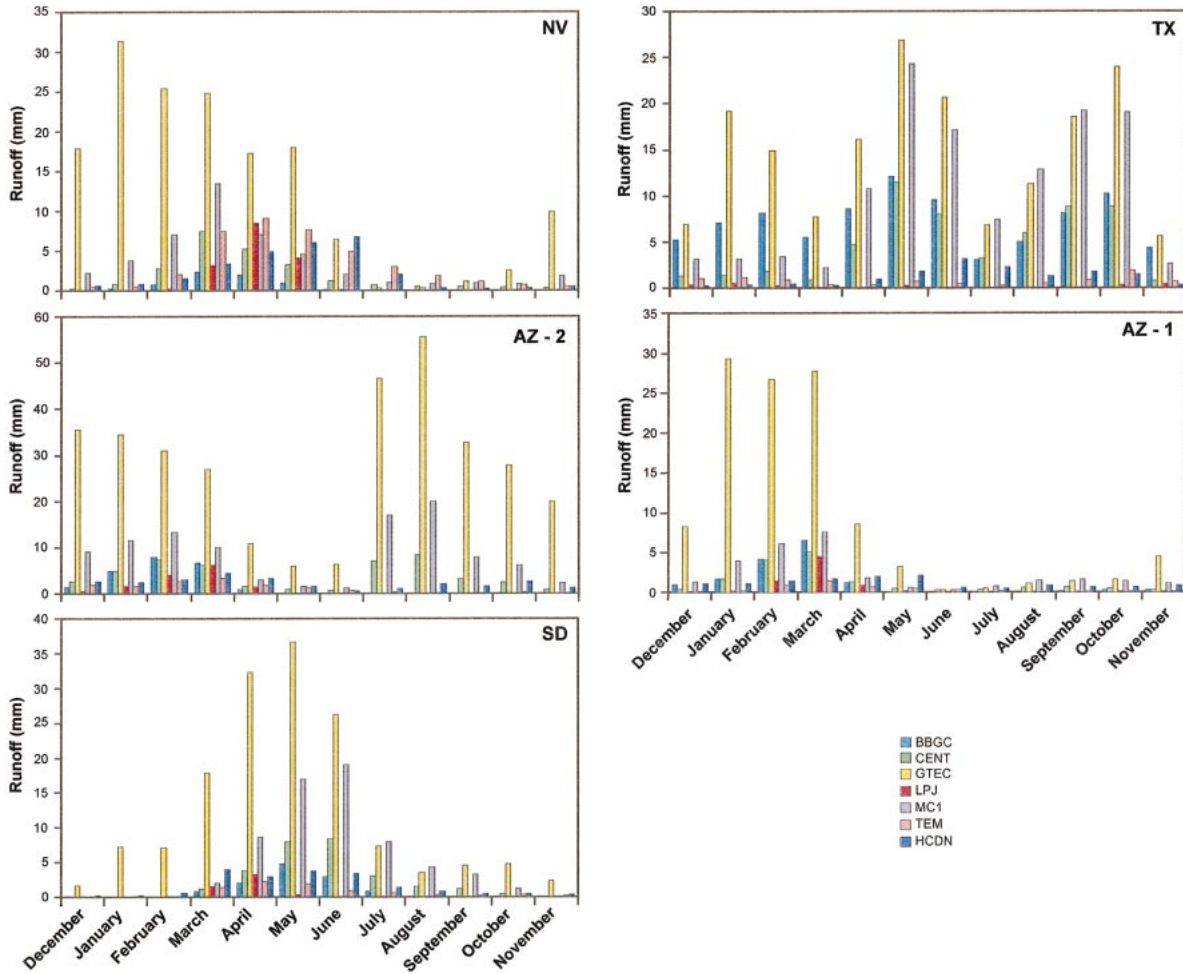 NV
Runoff (mm)
35
30
25
20
15
10
5
0
TX
Runoff (mm)
30
25
20
15
10
5
0
AZ - 2
Runoff (mm)
60
50
40
30
20
10
0
AZ - 1
Runoff (mm)
35
30
25
20
15
10
5
0
December
January
February
March
April
May
June
July
August
September
October
November
SD
Runoff (mm)
40
35
30
25
20
15
10
5
0
December
January
February
March
April
May
June
July
August
September
October
November
BBGC
CENT
GTEC
LPJ
MC1
TEM
HCDN